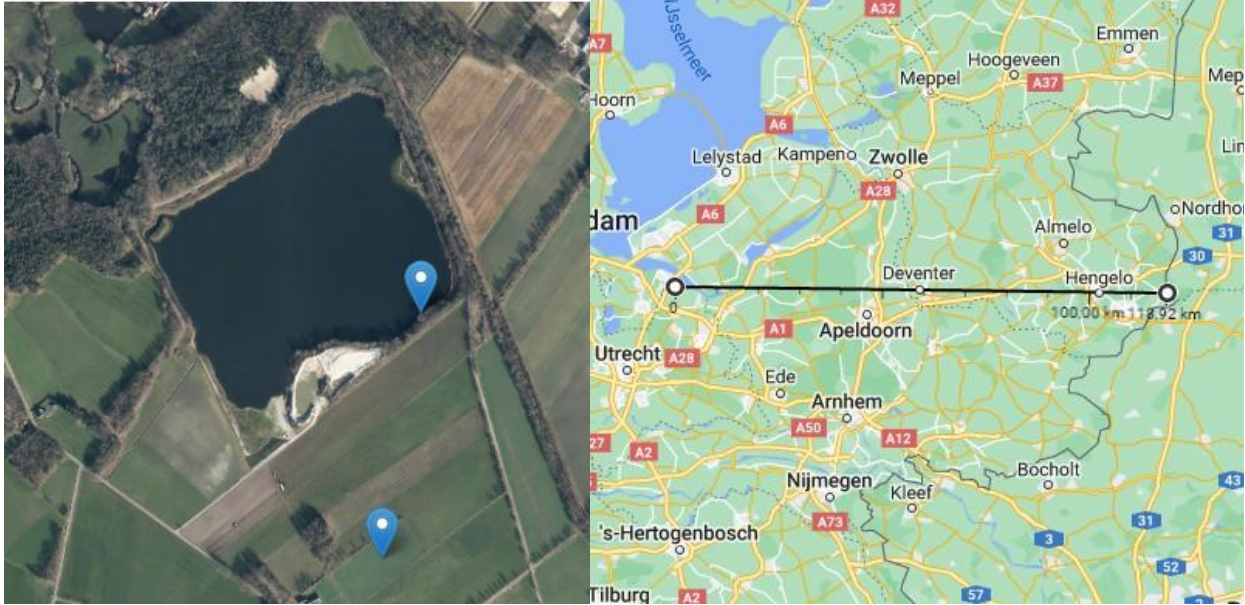 A32
IJsselmeer
A7
Emmen
Hoogeveen
Meppel
A37
Mep
Hoorn
A6
Lelystad
Kampen
Zwolle
Lin
A28
A6
Nordhor
dam
Almelo
31
30
Deventer
Hengelo
0
100,00 km
118,92 km
Apeldoorn
A1
Utrecht
A28
Ede
Arnhem
A50
A12
27
A2
Bocholt
Nijmegen
Kleef
43
A73
31
's-Hertogenbosch
3
52
Tilburg
A2
57